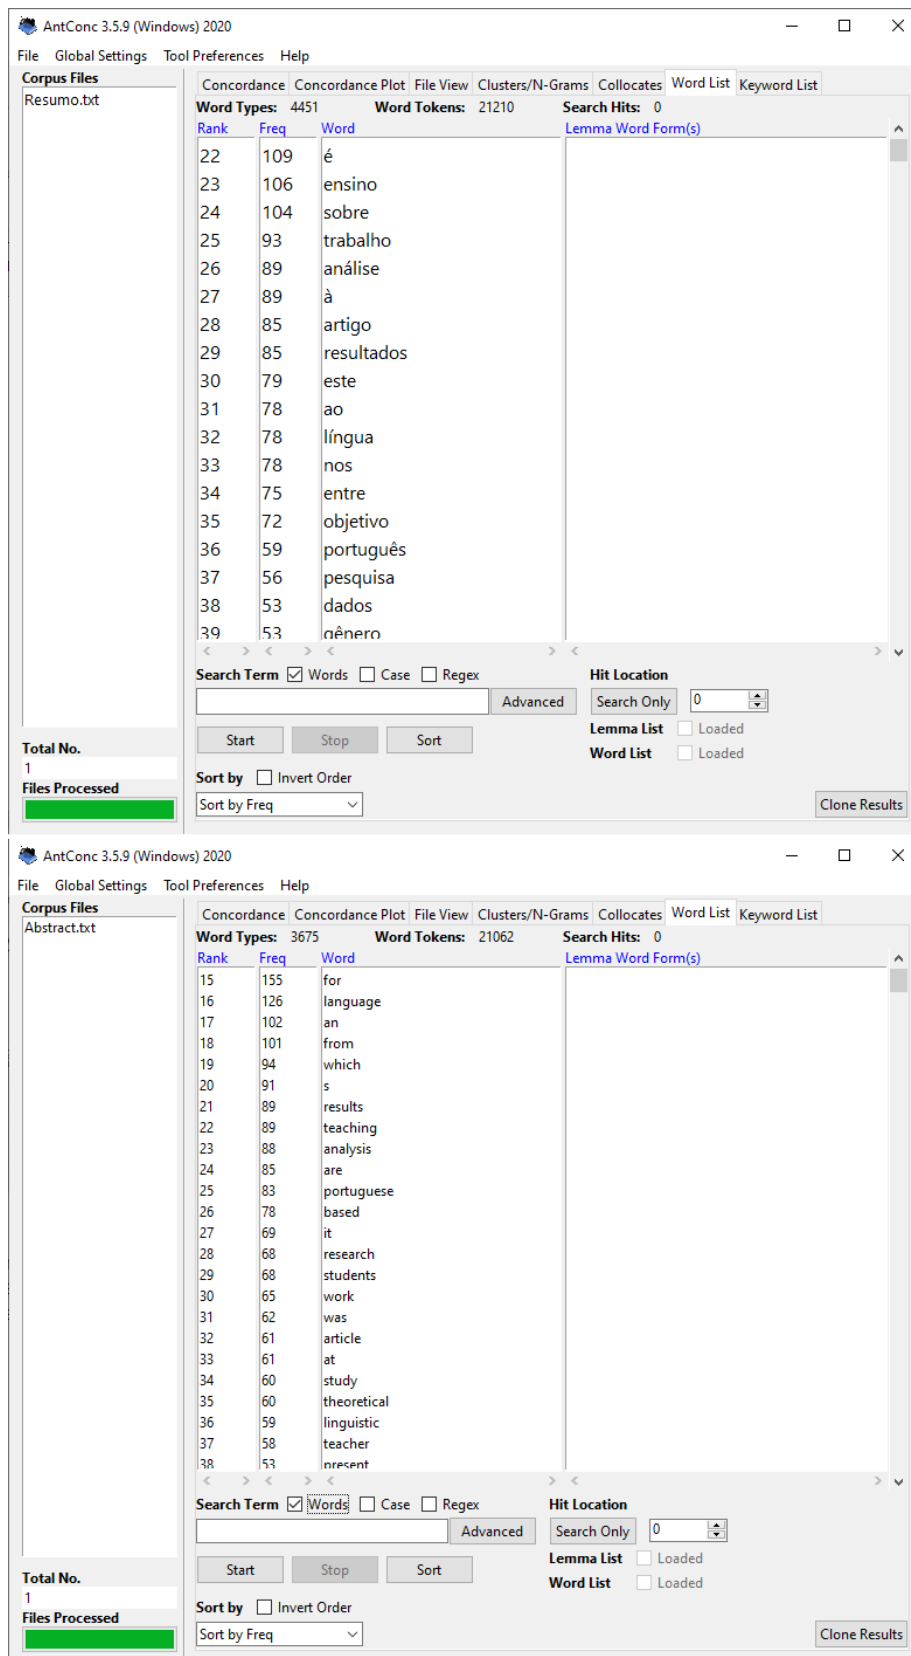 AntConc 3.5.9 (Windows) 2020
File Global Settings Tool Preferences Help
Corpus Files
Resumo.txt
Concordance Concordance Plot File View Clusters/N-Grams Collocates Word List Keyword List
Word Types: 4451 Word Tokens: 21210 Search Hits: 0
Rank Freq Word Lemma Word Form(s)
22 109 é
23 106 ensino
24 104 sobre
25 93 trabalho
26 89 análise
27 89 à
28 85 artigo
29 85 resultados
30 79 este
31 78 ao
32 78 língua
33 78 nos
34 75 entre
35 72 objetivo
36 59 português
37 56 pesquisa
38 53 dados
39 53 gênero
Search Term Words Case Regex Hit Location
Advanced Search Only 0
Start Stop Sort Lemma List Loaded
Word List Loaded
Total No.
1
Files Processed
Sort by Invert Order
Sort by Freq Clone Results
AntConc 3.5.9 (Windows) 2020
File Global Settings Tool Preferences Help
Corpus Files
Abstract.txt
Concordance Concordance Plot File View Clusters/N-Grams Collocates Word List Keyword List
Word Types: 3675 Word Tokens: 21062 Search Hits: 0
Rank Freq Word Lemma Word Form(s)
15 155 for
16 126 language
17 102 an
18 101 from
19 94 which
20 91 s
21 89 results
22 89 teaching
23 88 analysis
24 85 are
25 83 portuguese
26 78 based
27 69 it
28 68 research
29 68 students
30 65 work
31 62 was
32 61 article
33 61 at
34 60 study
35 60 theoretical
36 59 linguistic
37 58 teacher
38 53 present
Search Term Words Case Regex Hit Location
Advanced Search Only 0
Start Stop Sort Lemma List Loaded
Word List Loaded
Total No.
1
Files Processed
Sort by Invert Order
Sort by Freq Clone Results